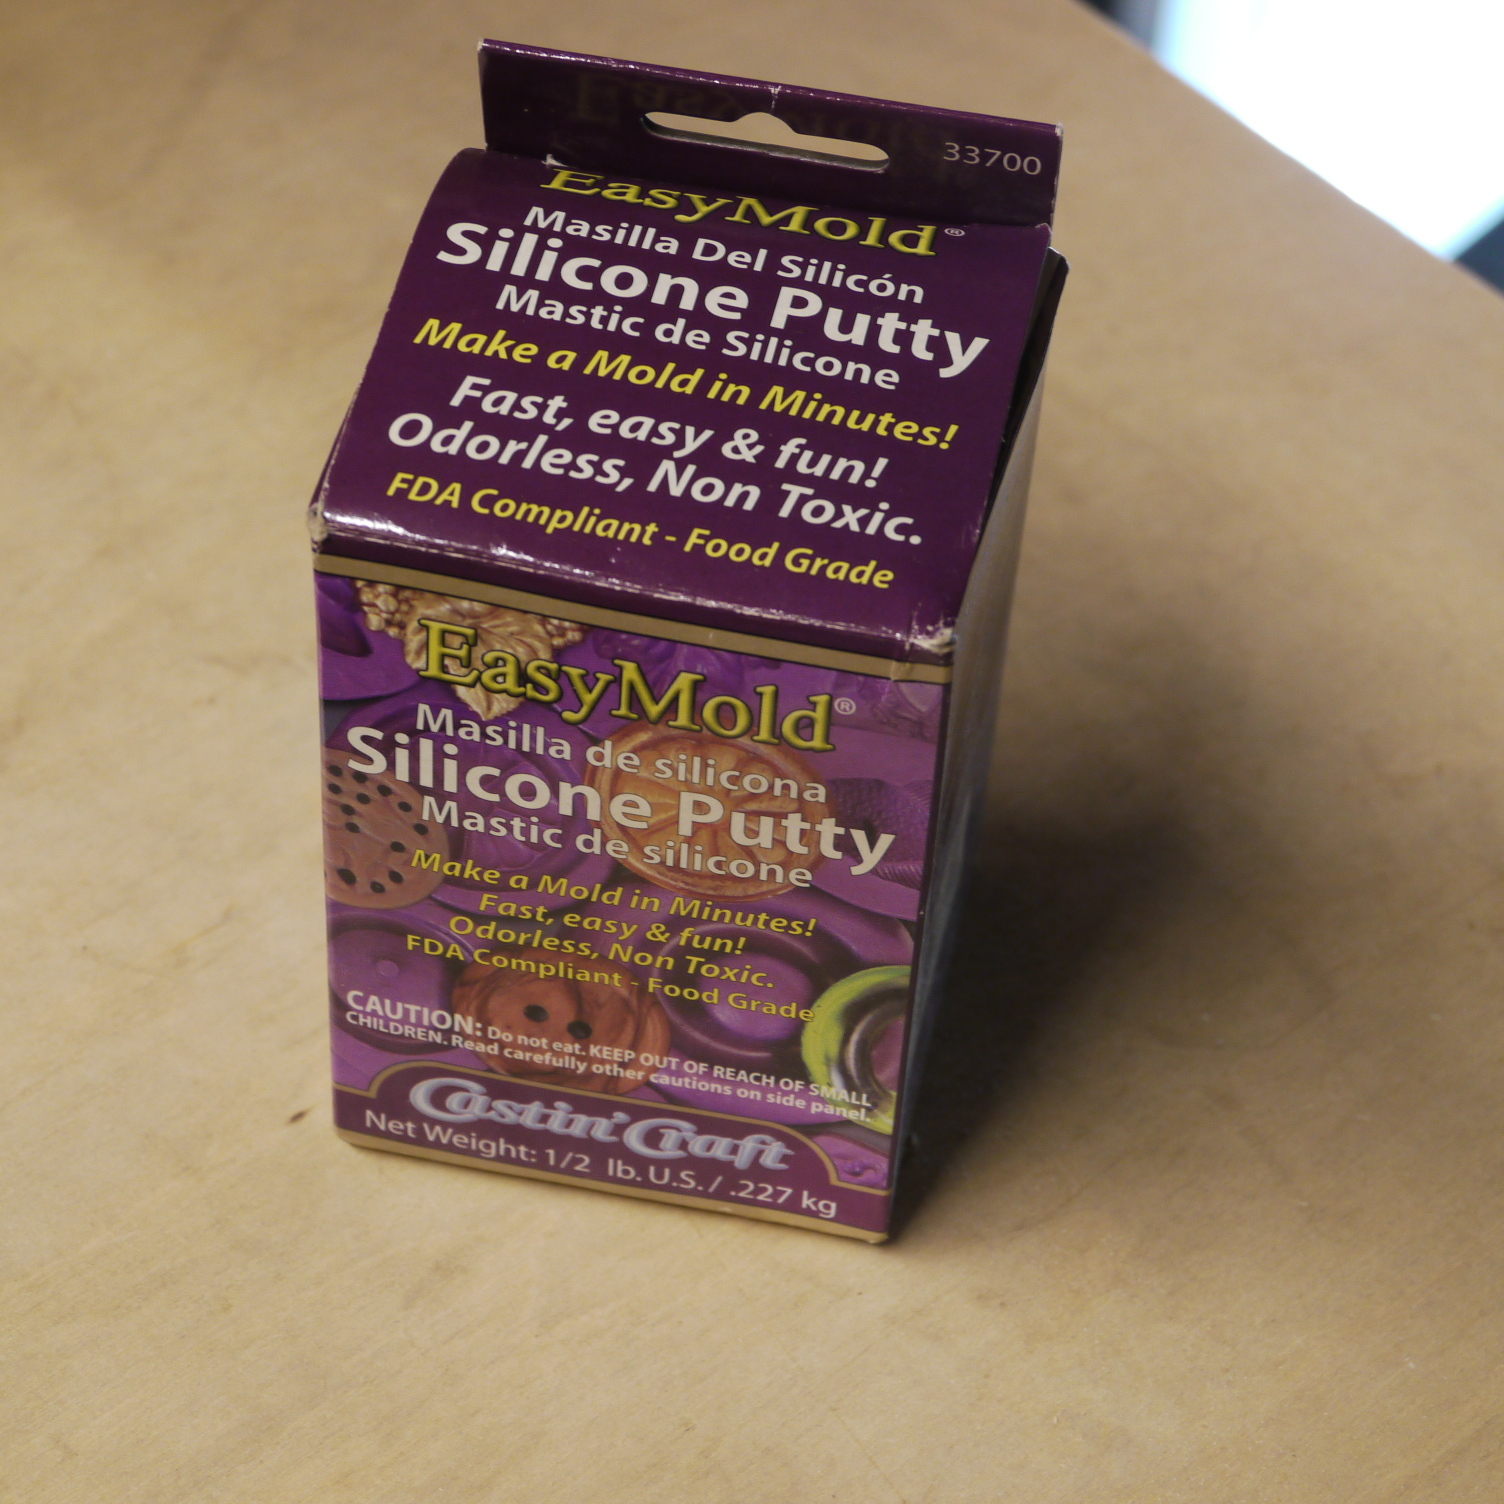 33700
EasyMold®
Masilla Del Silicón
Silicone Putty
Mastic de Silicone
Make a Mold in Minutes!
Fast, easy & fun!
Odorless, Non Toxic.
FDA Compliant - Food Grade
EasyMold®
Masilla de silicona
Silicone Putty
Mastic de silicone
Make a Mold in Minutes!
Fast, easy & fun!
Odorless, Non Toxic.
FDA Compliant - Food Grade
CAUTION: Do not eat. KEEP OUT OF REACH OF SMALL
CHILDREN. Read carefully other cautions on side panel.
Castin' Craft
Net Weight: 1/2 lb. U.S. / .227 kg